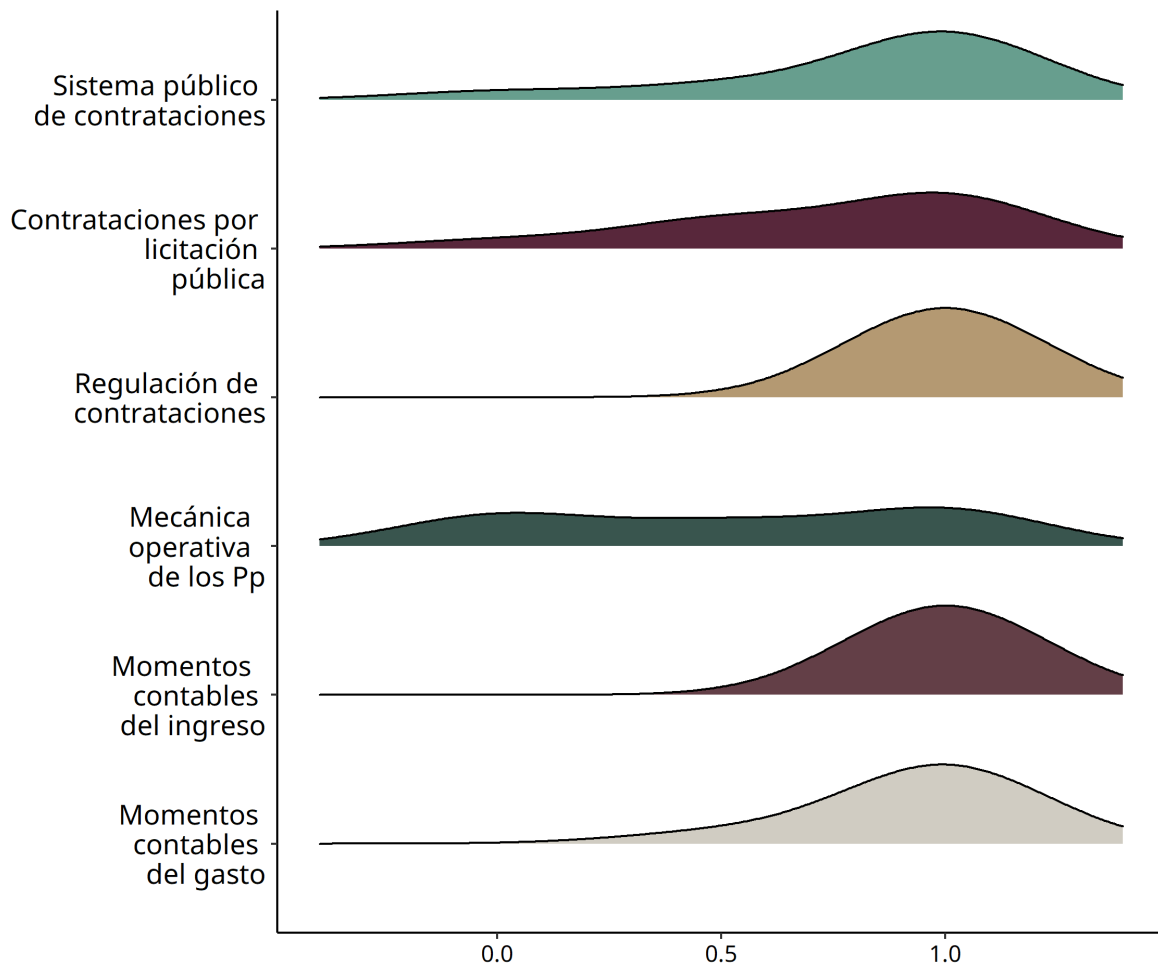 Sistema público
de contrataciones
Contrataciones por
licitación
pública
Regulación de
contrataciones
Mecánica
operativa
de los Pp
Momentos
contables
del ingreso
Momentos
contables
del gasto
0.0 0.5 1.0